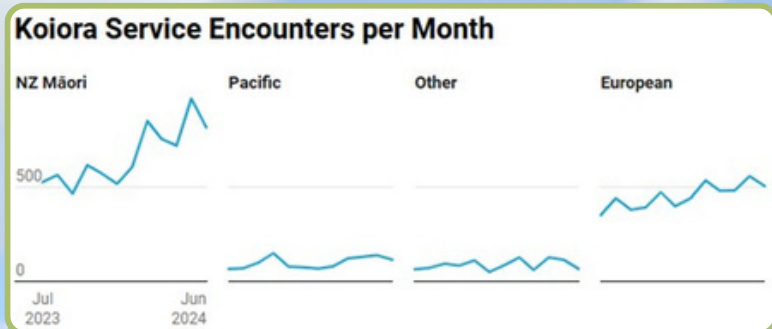 Koiora Service Encounters per Month
NZ Māori
Pacific
Other
European
500
0
Jul
2023
Jun
2024